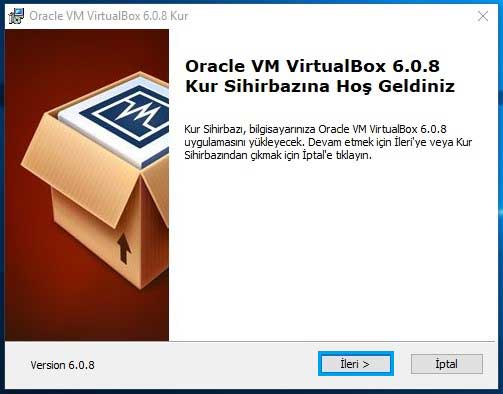 Oracle VM VirtualBox 6.0.8 Kur
Oracle VM VirtualBox 6.0.8
Kur Sihirbazına Hoş Geldiniz
Kur Sihirbazı, bilgisayarınıza Oracle VM VirtualBox 6.0.8
uygulamasını yükleyecek. Devam etmek için İleri'ye veya Kur
Sihirbazından çıkmak için İptal'e tıklayın.
Version 6.0.8
İleri >
İptal